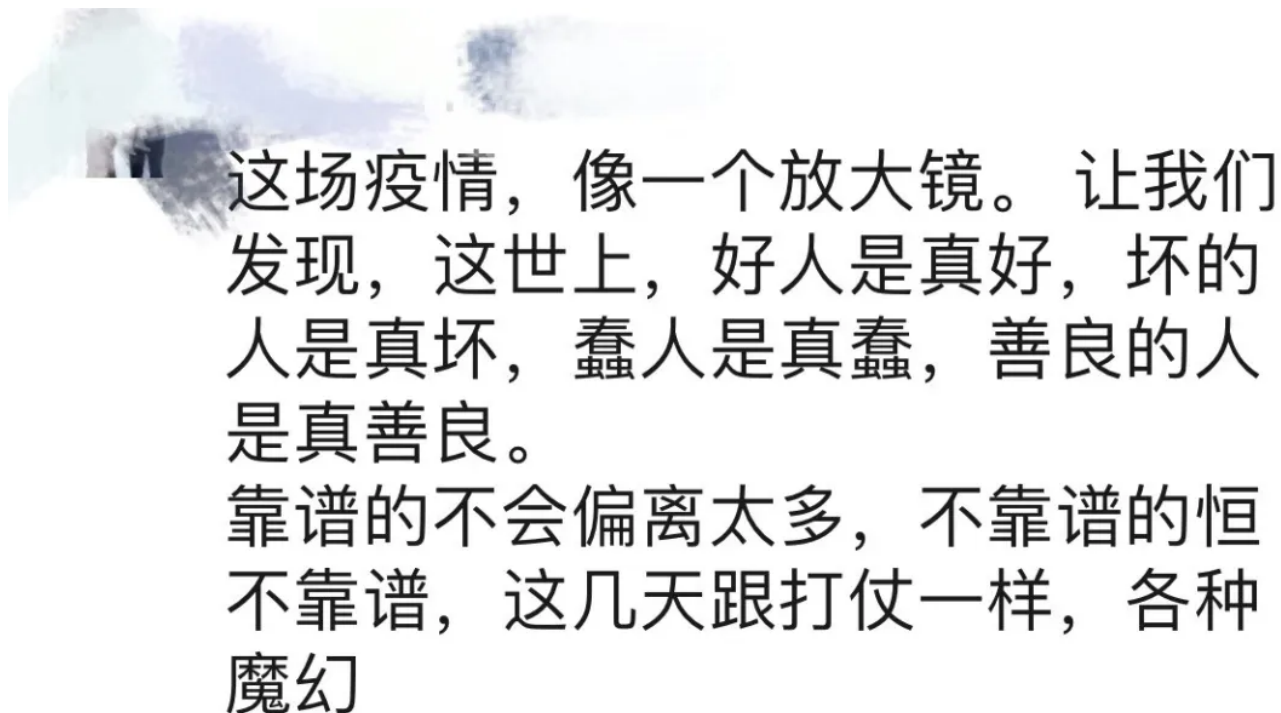 这场疫情，像一个放大镜。 让我们
发现，这世上，好人是真好，坏的
人是真坏，蠢人是真蠢，善良的人
是真善良。
靠谱的不会偏离太多，不靠谱的恒
不靠谱，这几天跟打仗一样，各种
魔幻